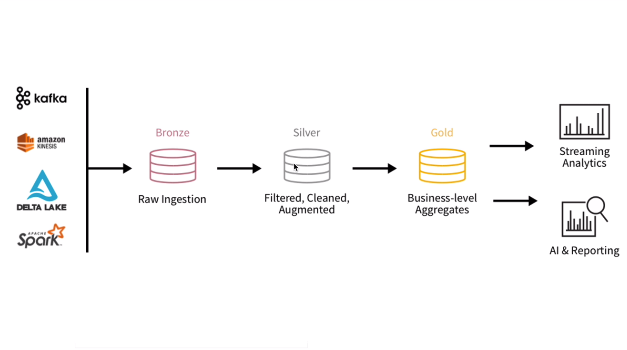 kafka
amazon
KINESIS
DELTA LAKE
APACHE
Spark
Bronze
Raw Ingestion
Silver
Filtered, Cleaned,
Augmented
Gold
Business-level
Aggregates
Streaming
Analytics
AI & Reporting